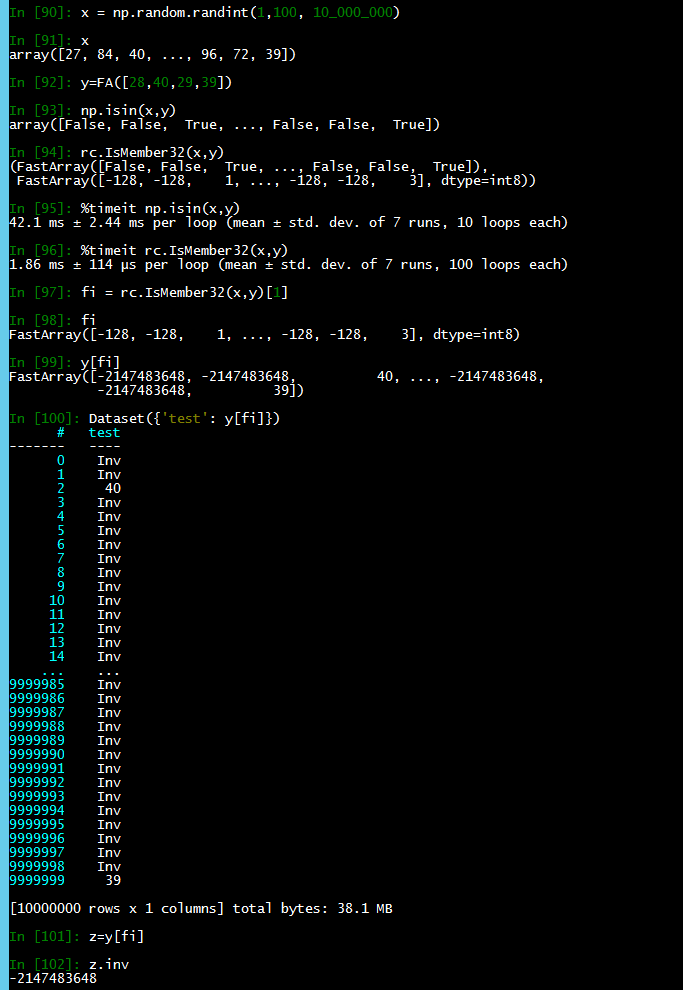 In [90]: x = np.random.randint(1,100, 10_000_000)
In [91]: x
array([27, 84, 40, ..., 96, 72, 39])
In [92]: y=FA([28,40,29,39])
In [93]: np.isin(x,y)
array([False, False,  True, ..., False, False,  True])
In [94]: rc.IsMember32(x,y)
(FastArray([False, False,  True, ..., False, False,  True]),
 FastArray([-128, -128,    1, ..., -128, -128,    3], dtype=int8))
In [95]: %timeit np.isin(x,y)
42.1 ms ± 2.44 ms per loop (mean ± std. dev. of 7 runs, 10 loops each)
In [96]: %timeit rc.IsMember32(x,y)
1.86 ms ± 114 µs per loop (mean ± std. dev. of 7 runs, 100 loops each)
In [97]: fi = rc.IsMember32(x,y)[1]
In [98]: fi
FastArray([-128, -128,    1, ..., -128, -128,    3], dtype=int8)
In [99]: y[fi]
FastArray([-2147483648, -2147483648,          40, ..., -2147483648,
           -2147483648,          39])
In [100]: Dataset({'test': y[fi]})
      #   test
-------   ----
      0    Inv
      1    Inv
      2     40
      3    Inv
      4    Inv
      5    Inv
      6    Inv
      7    Inv
      8    Inv
      9    Inv
     10    Inv
     11    Inv
     12    Inv
     13    Inv
     14    Inv
    ...    ...
9999985    Inv
9999986    Inv
9999987    Inv
9999988    Inv
9999989    Inv
9999990    Inv
9999991    Inv
9999992    Inv
9999993    Inv
9999994    Inv
9999995    Inv
9999996    Inv
9999997    Inv
9999998    Inv
9999999     39
[10000000 rows x 1 columns] total bytes: 38.1 MB
In [101]: z=y[fi]
In [102]: z.inv
-2147483648